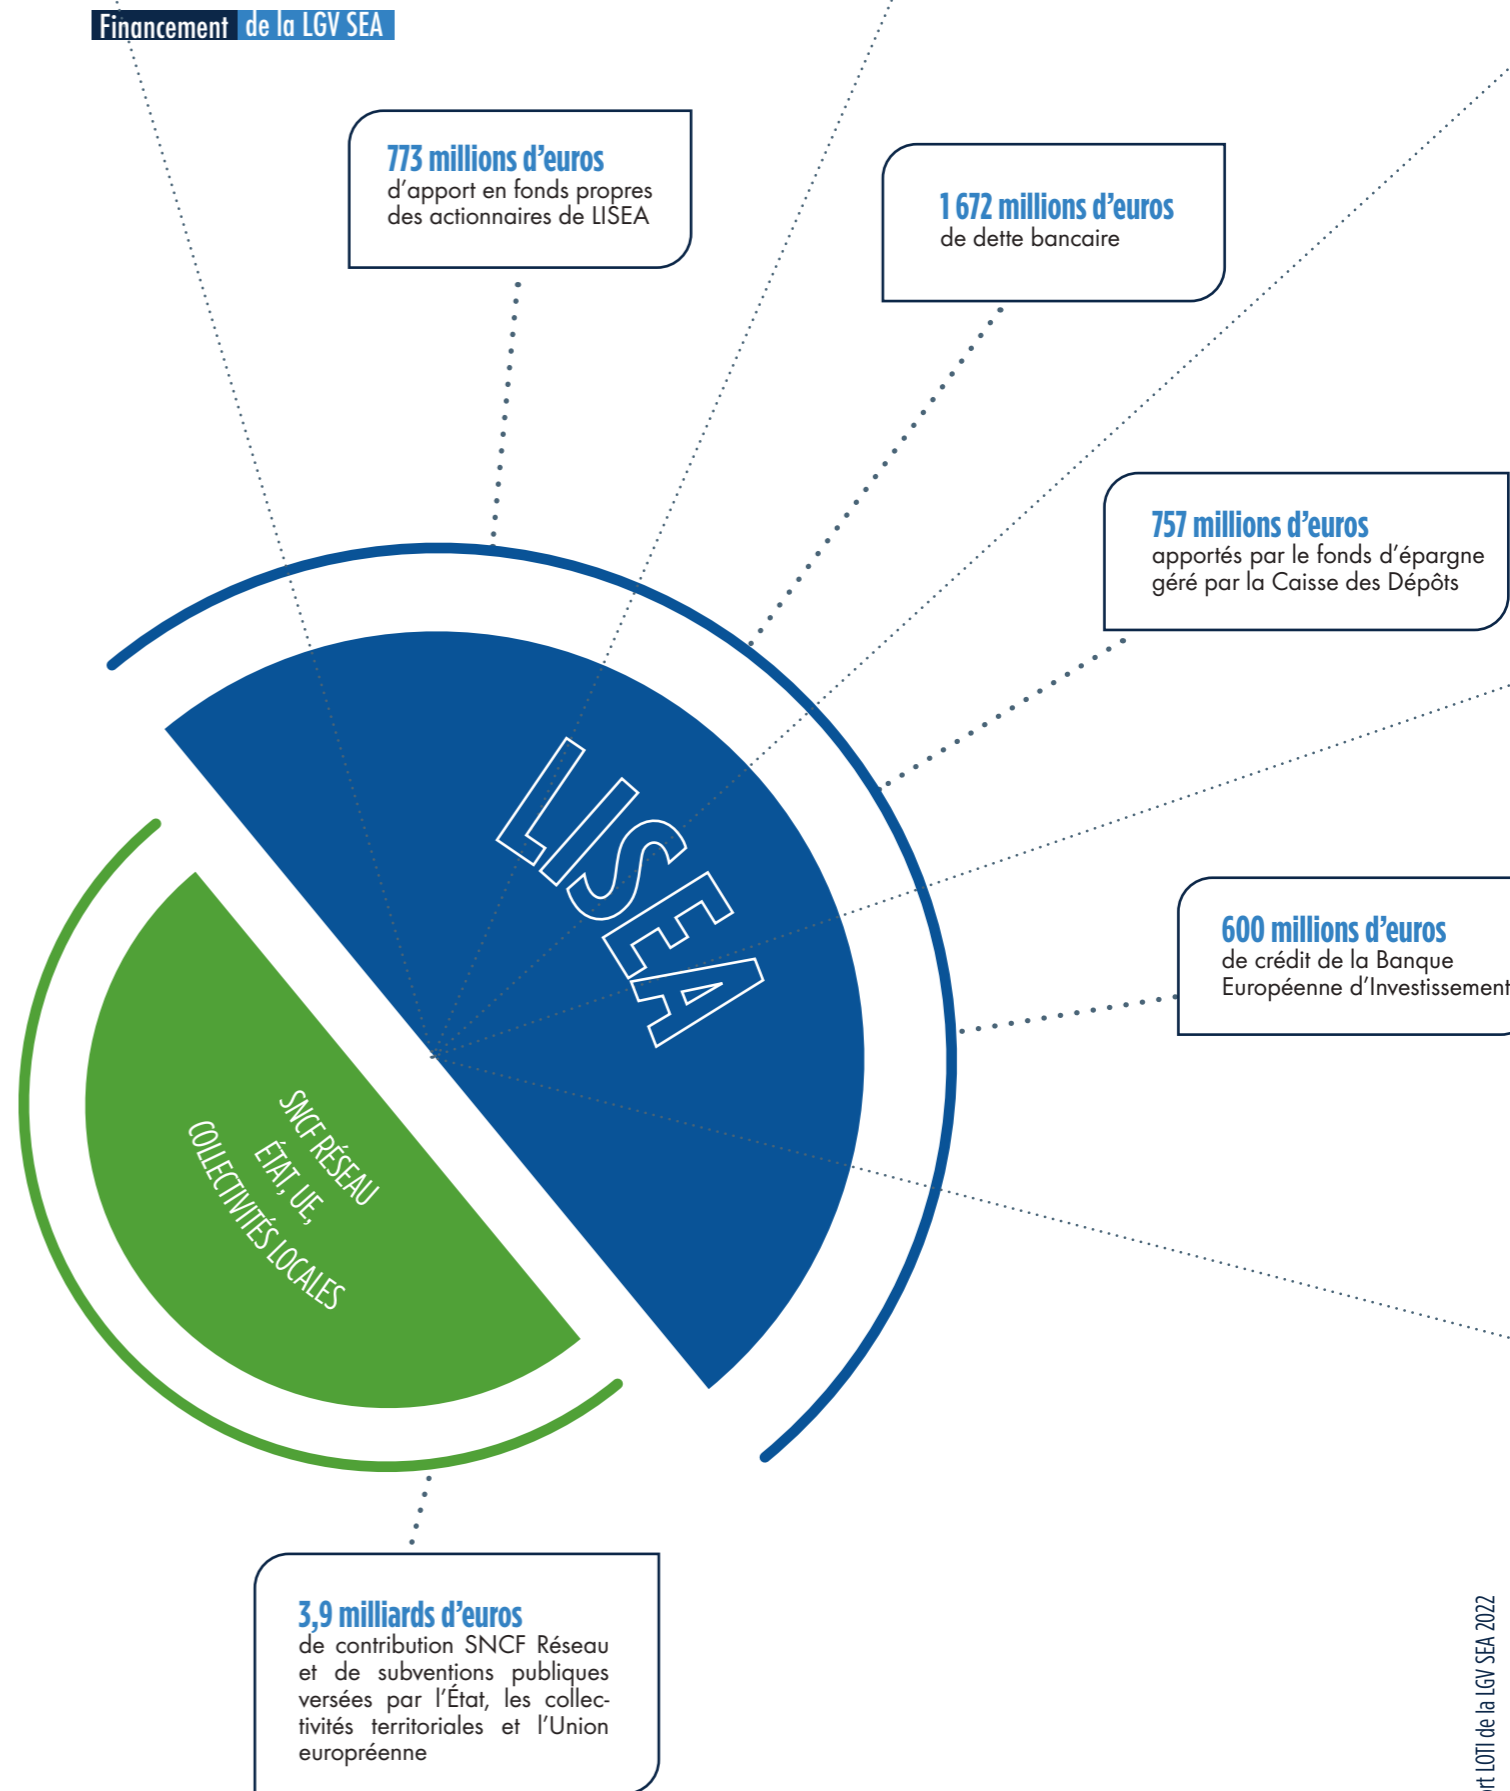 Financement de la LGV SEA
773 millions d’euros
d’apport en fonds propres
des actionnaires de LISEA
1 672 millions d’euros
de dette bancaire
757 millions d’euros
apportés par le fonds d’épargne
géré par la Caisse des Dépôts
LISEA
600 millions d’euros
de crédit de la Banque
Européenne d’Investissement
SNCF RÉSEAU
ÉTAT, UE,
COLLECTIVITÉS LOCALES
3,9 milliards d’euros
de contribution SNCF Réseau
et de subventions publiques
versées par l’État, les collec-
tivités territoriales et l’Union
europréenne
LOTI de la LGV SEA 2022